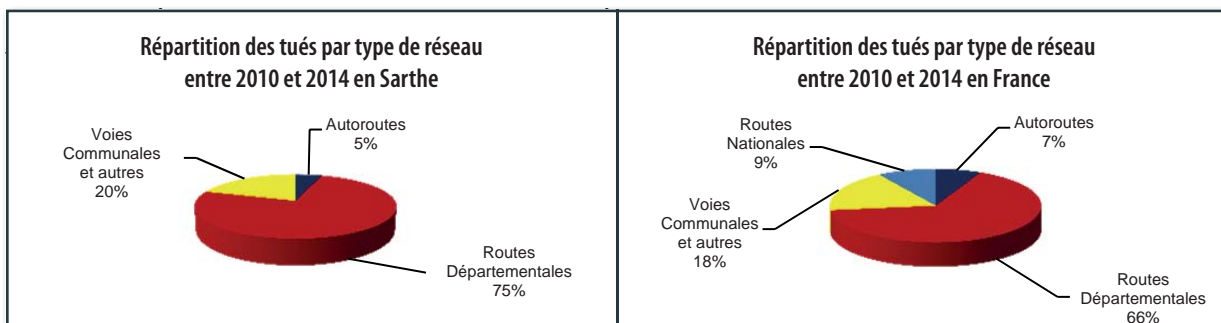 Répartition des tués par type de réseau
entre 2010 et 2014 en Sarthe
Autoroutes
5%
Voies
Communales
et autres
20%
Routes
Départementales
75%
Répartition des tués par type de réseau
entre 2010 et 2014 en France
Routes
Nationales
9%
Autoroutes
7%
Voies
Communales
et autres
18%
Routes
Départementales
66%